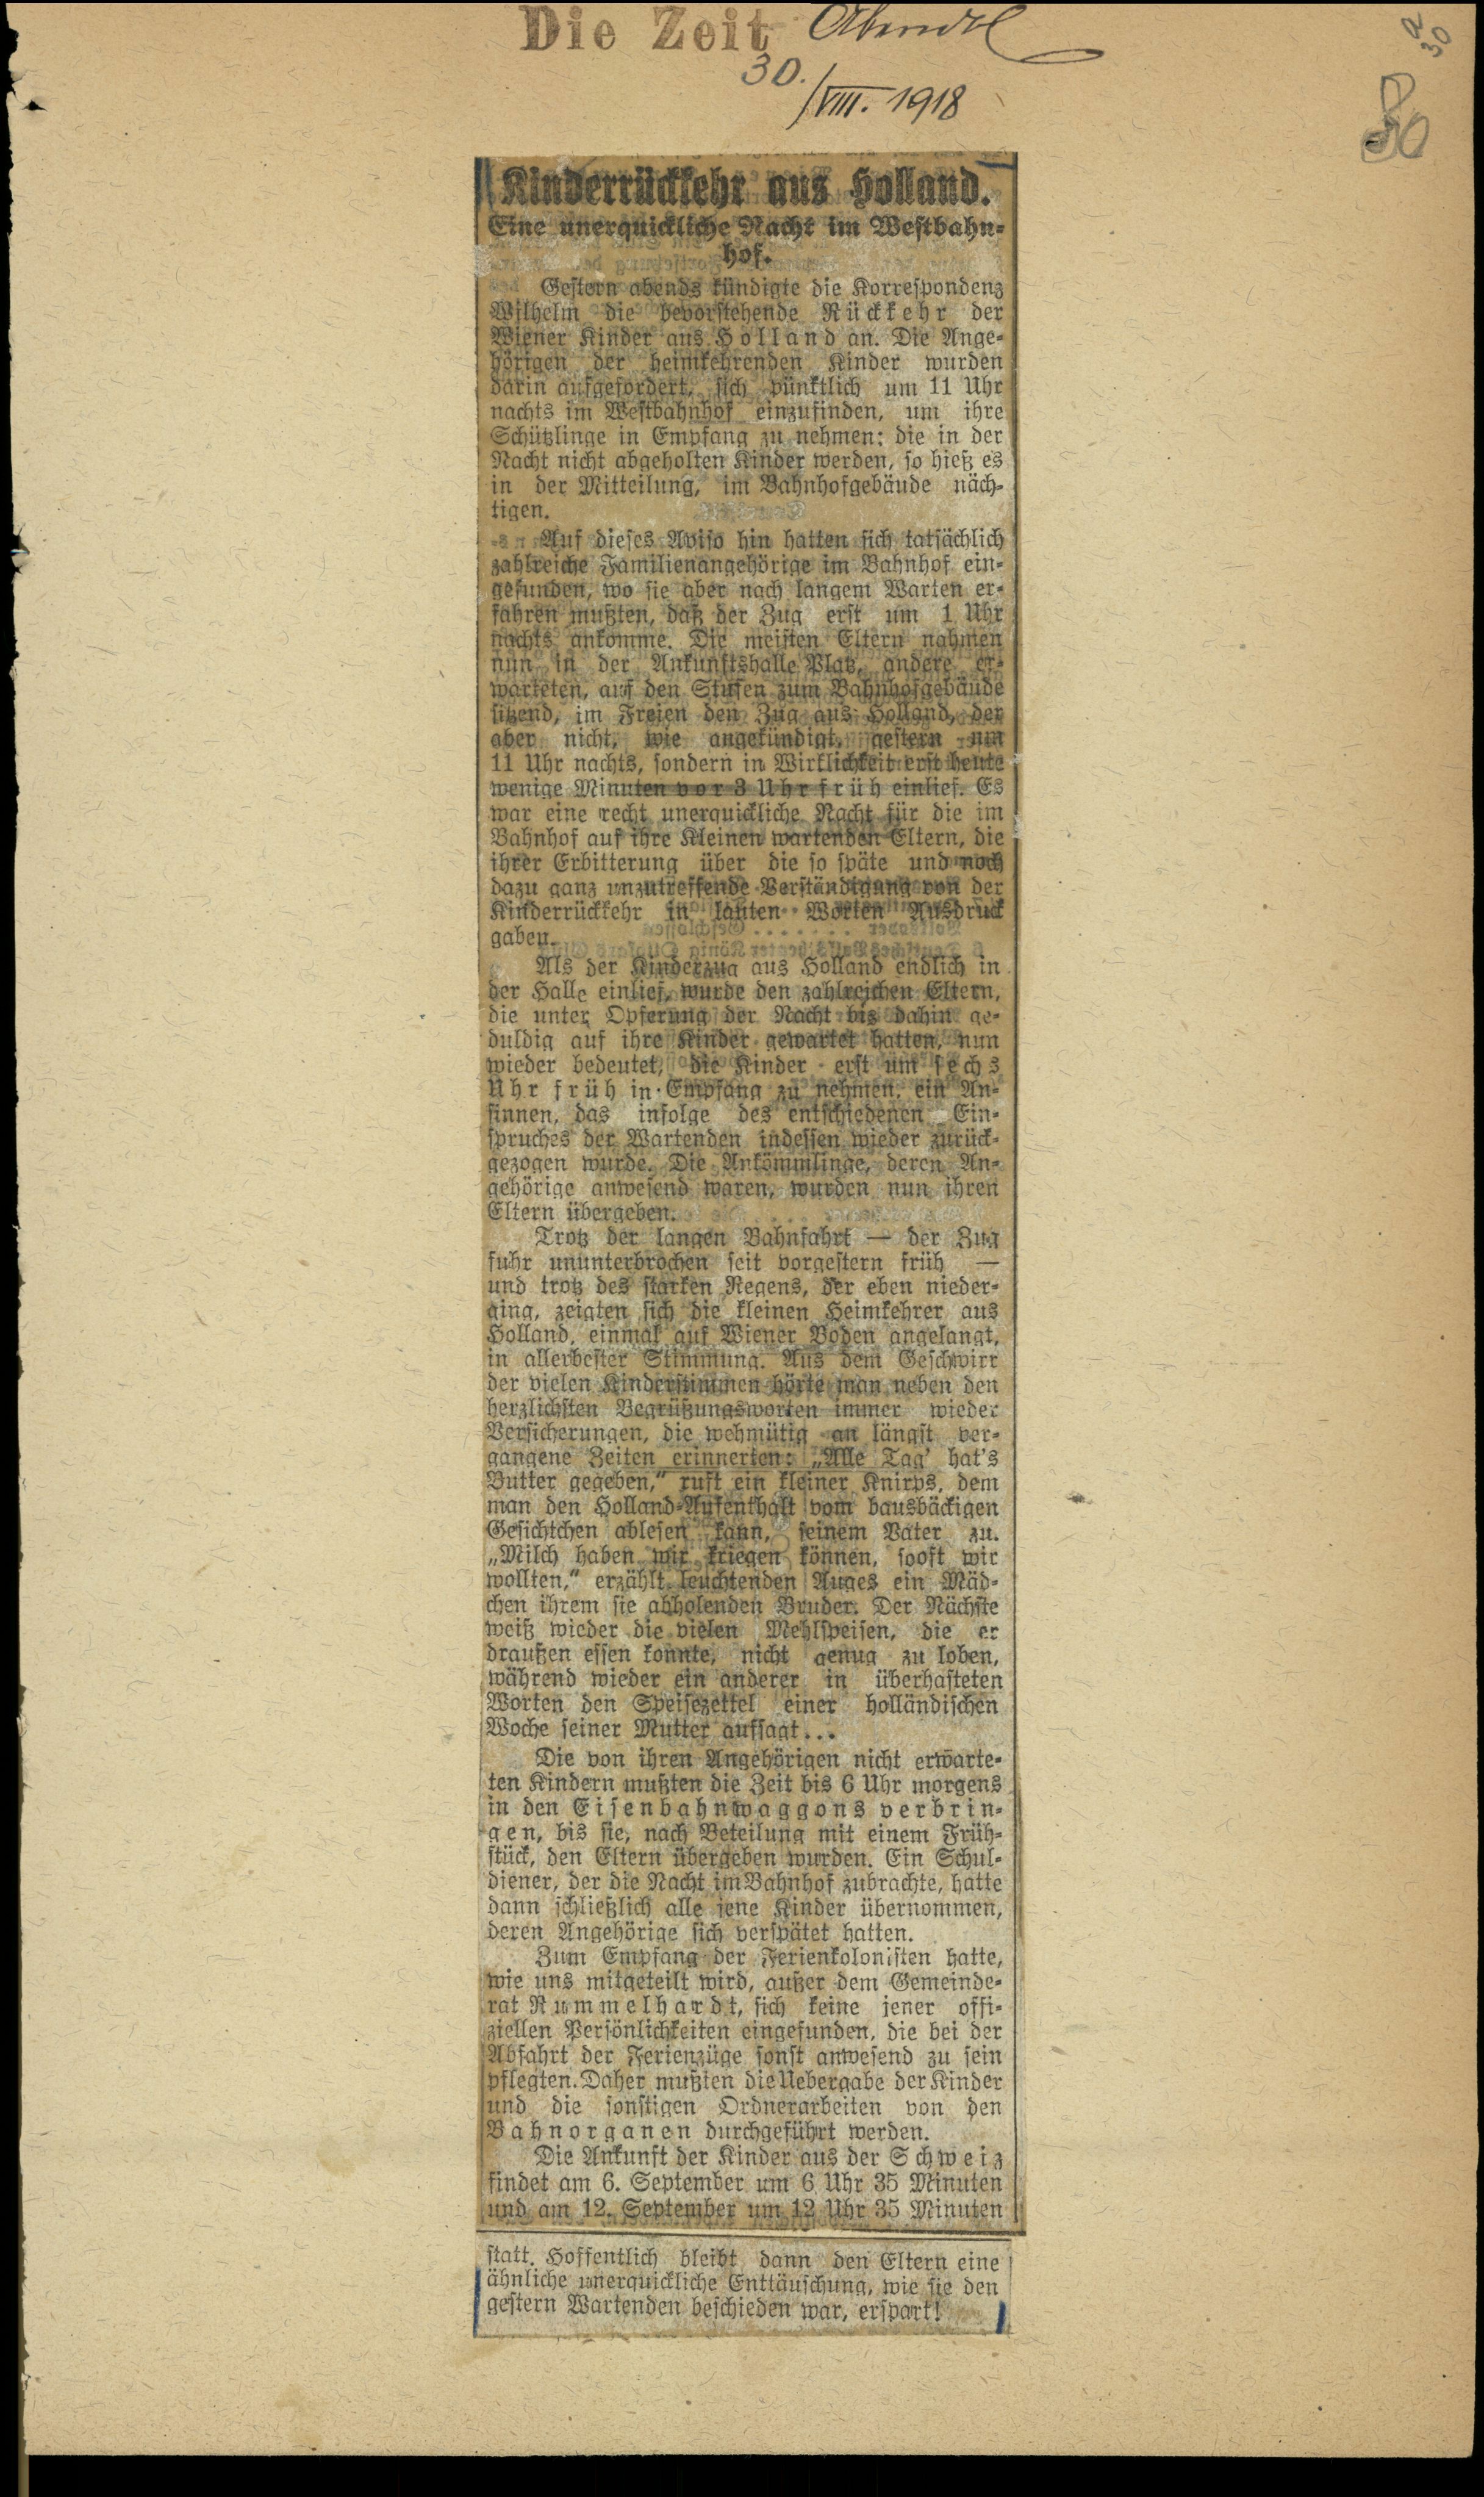 Die Zeit Abendbl
30./VIII. 1918
30
Kinderrückkehr aus Holland.
Eine unerquickliche Nacht im Westbahn-
hof.
Gestern abends kündigte die Korrespondenz
Wilhelm die bevorstehende Rückkehr der
Wiener Kinder aus Holland an. Die Ange-
hörigen der heimkehrenden Kinder wurden
darin aufgefordert, sich pünktlich um 11 Uhr
nachts im Westbahnhof einzufinden, um ihre
Schützlinge in Empfang zu nehmen; die in der
Nacht nicht abgeholten Kinder werden, so hieß es
in der Mitteilung, im Bahnhofgebäude näch-
tigen.
Auf dieses Aviso hin hatten sich tatsächlich
zahlreiche Familienangehörige im Bahnhof ein-
gefunden, wo sie aber nach langem Warten er-
fahren mußten, daß der Zug erst um 1 Uhr
nachts ankomme. Die meisten Eltern nahmen
nun in der Ankunftshalle Platz, andere er-
warteten, auf den Stufen zum Bahnhofgebäude
sitzend, im Freien den Zug aus Holland, der
aber nicht, wie angekündigt, gestern um
11 Uhr nachts, sondern in Wirklichkeit erst heute
wenige Minuten vor 3 Uhr früh einlief. Es
war eine recht unerquickliche Nacht für die im
Bahnhof auf ihre Kleinen wartenden Eltern, die
ihrer Erbitterung über die so späte und noch
dazu ganz unzutreffende Verständigung von der
Kinderrückkehr in lauten Worten Ausdruck
gaben.
Als der Kinderzug aus Holland endlich in
der Halle einlief, wurde den zahlreichen Eltern,
die unter Opferung der Nacht bis dahin ge-
duldig auf ihre Kinder gewartet hatten, nun
wieder bedeutet, die Kinder erst um sechs
Uhr früh in Empfang zu nehmen, ein An-
sinnen, das infolge des entschiedenen Ein-
spruches der Wartenden indessen wieder zurück-
gezogen wurde. Die Ankömmlinge, deren An-
gehörige anwesend waren, wurden nun ihren
Eltern übergeben.
Trotz der langen Bahnfahrt — der Zug
fuhr ununterbrochen seit vorgestern früh —
und trotz des starken Regens, der eben nieder-
ging, zeigten sich die kleinen Heimkehrer aus
Holland, einmal auf Wiener Boden angelangt,
in allerbester Stimmung. Aus dem Geschwirr
der vielen Kinderstimmen hörte man neben den
herzlichsten Begrüßungsworten immer wieder
Versicherungen, die wehmütig an längst ver-
gangene Zeiten erinnerten: „Alle Tag' hat's
Butter gegeben,“ ruft ein kleiner Knirps, dem
man den Holland-Aufenthalt vom bausbäckigen
Gesichtchen ablesen kann, seinem Vater zu.
„Milch haben wir kriegen können, sooft wir
wollten,“ erzählt leuchtenden Auges ein Mäd-
chen ihrem sie abholenden Bruder. Der Nächste
weiß wieder die vielen Mehlspeisen, die er
draußen essen konnte, nicht genug zu loben,
während wieder ein anderer in überhasteten
Worten den Speisezettel einer holländischen
Woche seiner Mutter aufsagt...
Die von ihren Angehörigen nicht erwarte-
ten Kindern mußten die Zeit bis 6 Uhr morgens
in den Eisenbahnwaggons verbrin-
gen, bis sie, nach Beteilung mit einem Früh-
stück, den Eltern übergeben wurden. Ein Schul-
diener, der die Nacht im Bahnhof zubrachte, hatte
dann schließlich alle jene Kinder übernommen,
deren Angehörige sich verspätet hatten.
Zum Empfang der Ferienkolonisten hatte,
wie uns mitgeteilt wird, außer dem Gemeinde-
rat Rummelhardt, sich keine jener offi-
ziellen Persönlichkeiten eingefunden, die bei der
Abfahrt der Ferienzüge sonst anwesend zu sein
pflegten. Daher mußten die Uebergabe der Kinder
und die sonstigen Ordnerarbeiten von den
Bahnorganen durchgeführt werden.
Die Ankunft der Kinder aus der Schweiz
findet am 6. September um 6 Uhr 35 Minuten
und am 12. September um 12 Uhr 35 Minuten
statt. Hoffentlich bleibt dann den Eltern eine
ähnliche unerquickliche Enttäuschung, wie sie den
gestern Wartenden beschieden war, erspart!